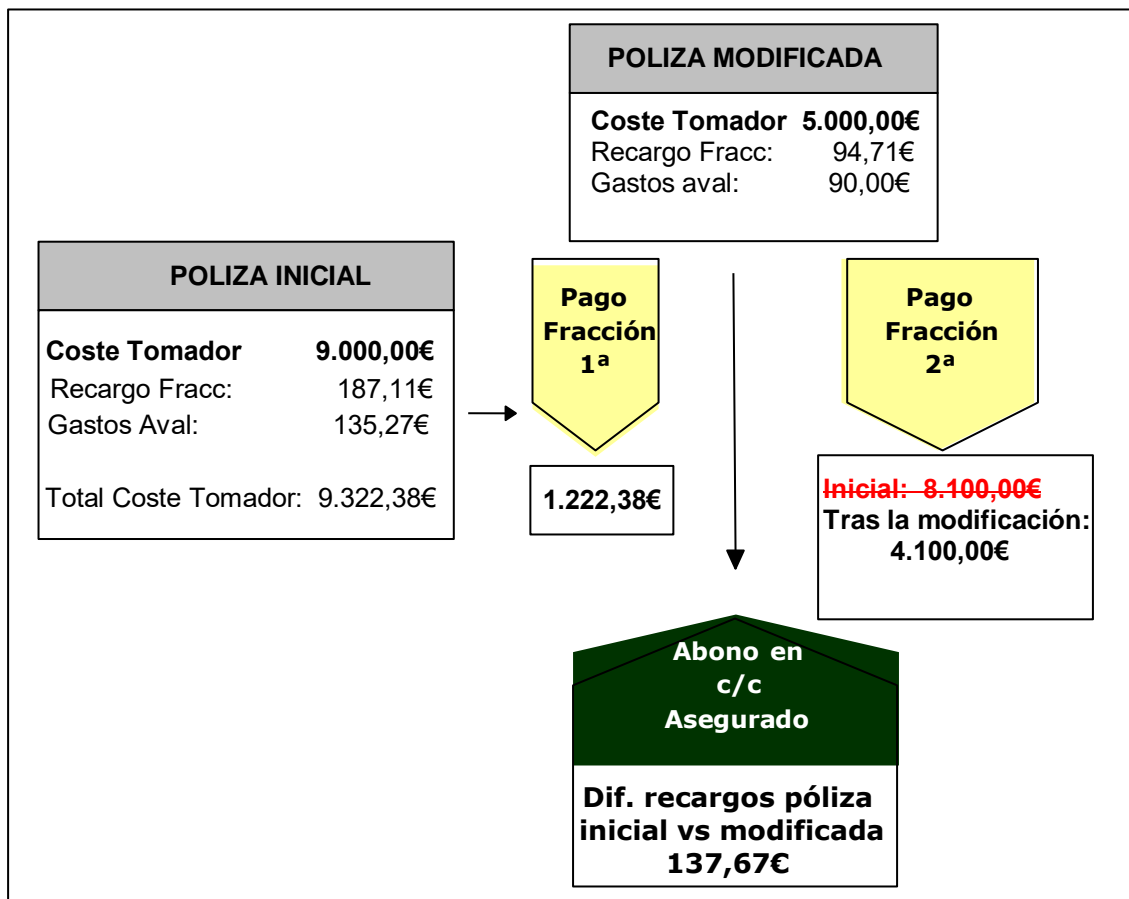 POLIZA MODIFICADA
Coste Tomador 5.000,00€
Recargo Fracc: 94,71€
Gastos aval: 90,00€
POLIZA INICIAL
Coste Tomador 9.000,00€
Recargo Fracc: 187,11€
Gastos Aval: 135,27€
Total Coste Tomador: 9.322,38€
Pago
Fracción
1ª
1.222,38€
Pago
Fracción
2ª
Inicial: 8.100,00€
Tras la modificación:
4.100,00€
Abono en
c/c
Asegurado
Dif. recargos póliza
inicial vs modificada
137,67€